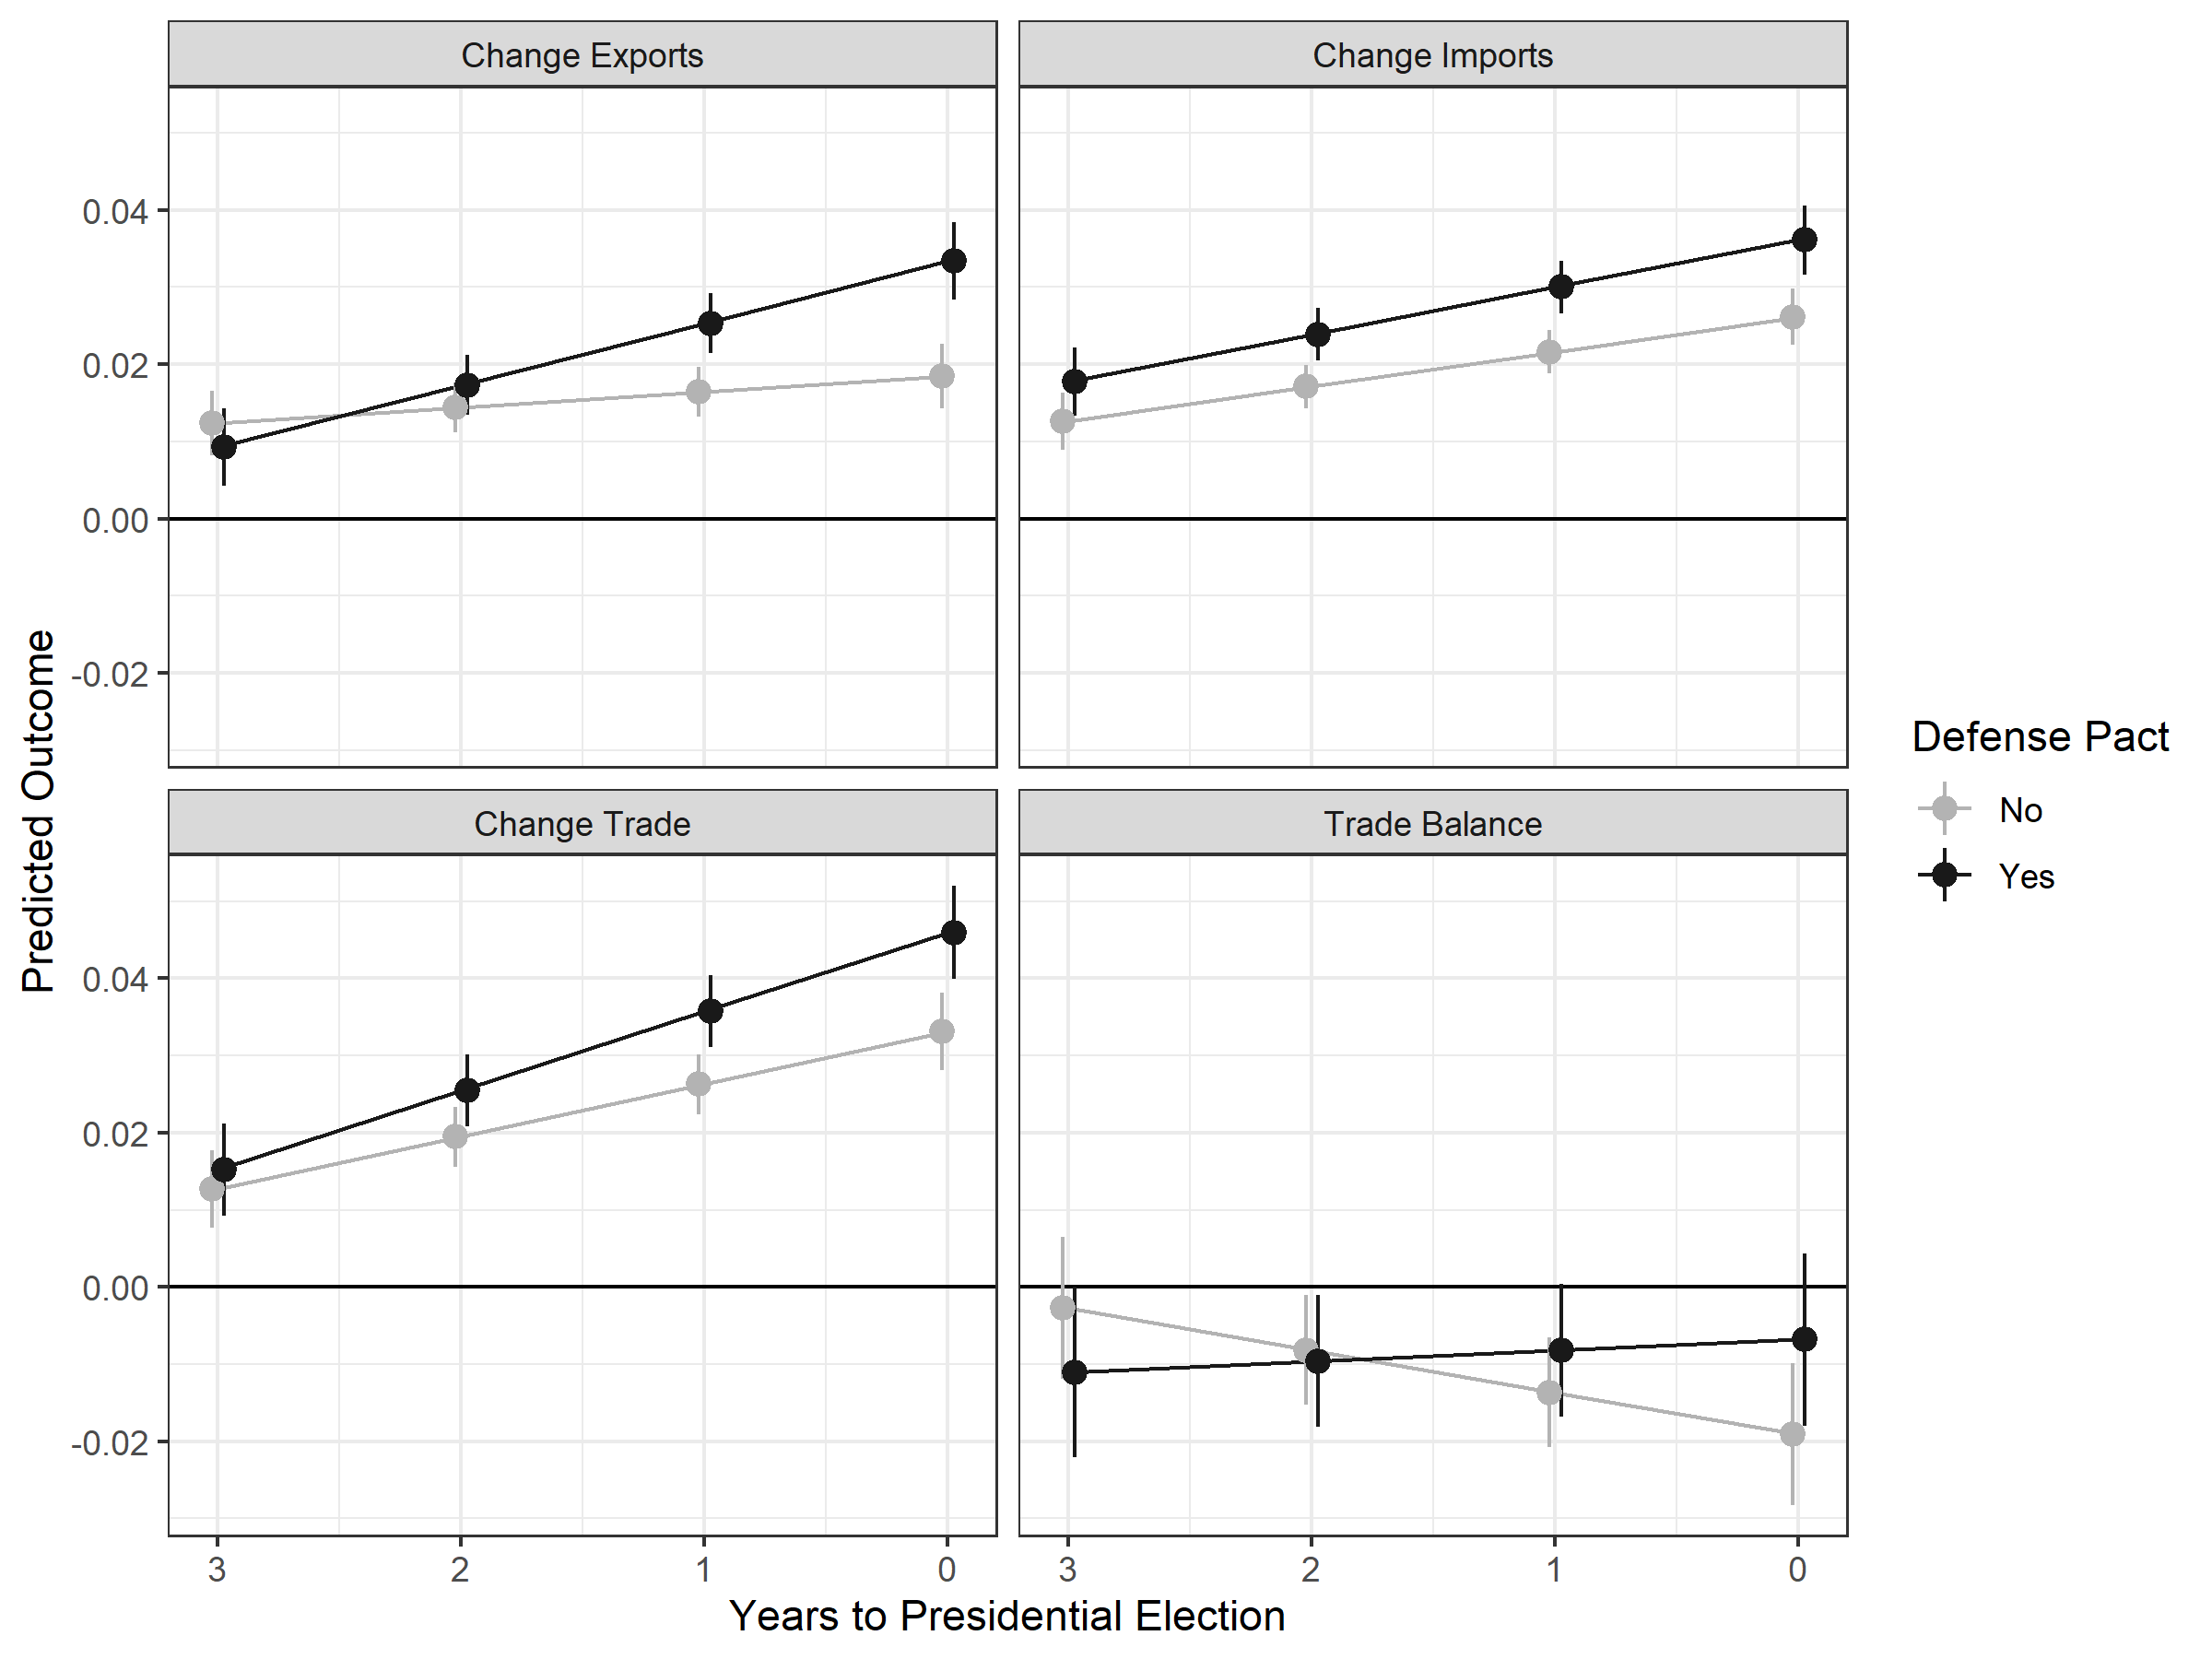 Change Exports
Change Imports
0.04
0.02
0.00
-0.02
Predicted Outcome
Change Trade
Trade Balance
0.04
0.02
0.00
-0.02
3 2 1 0
3 2 1 0
Years to Presidential Election
Defense Pact
No
Yes